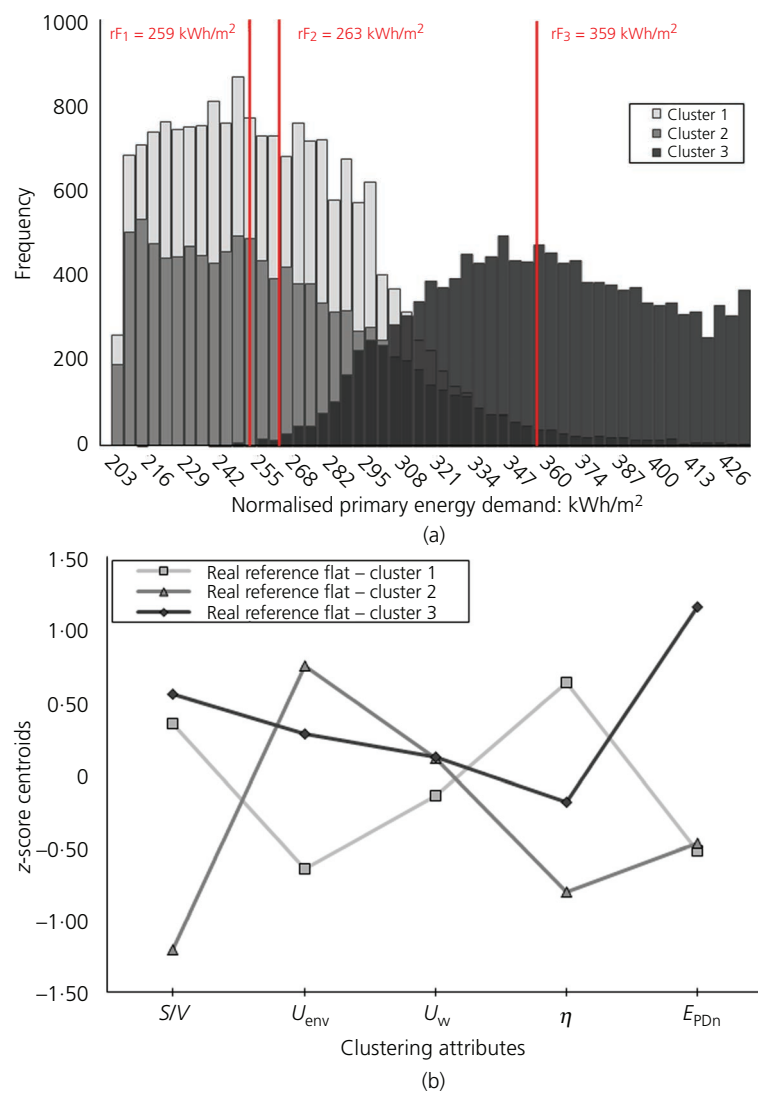 1000
800
600
400
200
0
Frequency
rF1 = 259 kWh/m2
rF2 = 263 kWh/m2
rF3 = 359 kWh/m2
Cluster 1
Cluster 2
Cluster 3
203 216 229 242 255 268 282 295 308 321 334 347 360 374 387 400 413 426
Normalised primary energy demand: kWh/m2
(a)
1·50
1·00
0·50
0
–0·50
–1·00
–1·50
z-score centroids
Real reference flat – cluster 1
Real reference flat – cluster 2
Real reference flat – cluster 3
S/V Uenv Uw η EPDn
Clustering attributes
(b)